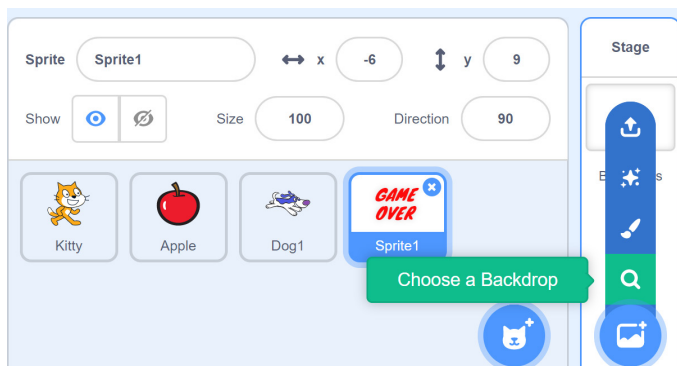 Sprite Sprite1 x -6 y 9
Stage
Show Size 100 Direction 90
GAME
OVER
Kitty Apple Dog1 Sprite1
Choose a Backdrop